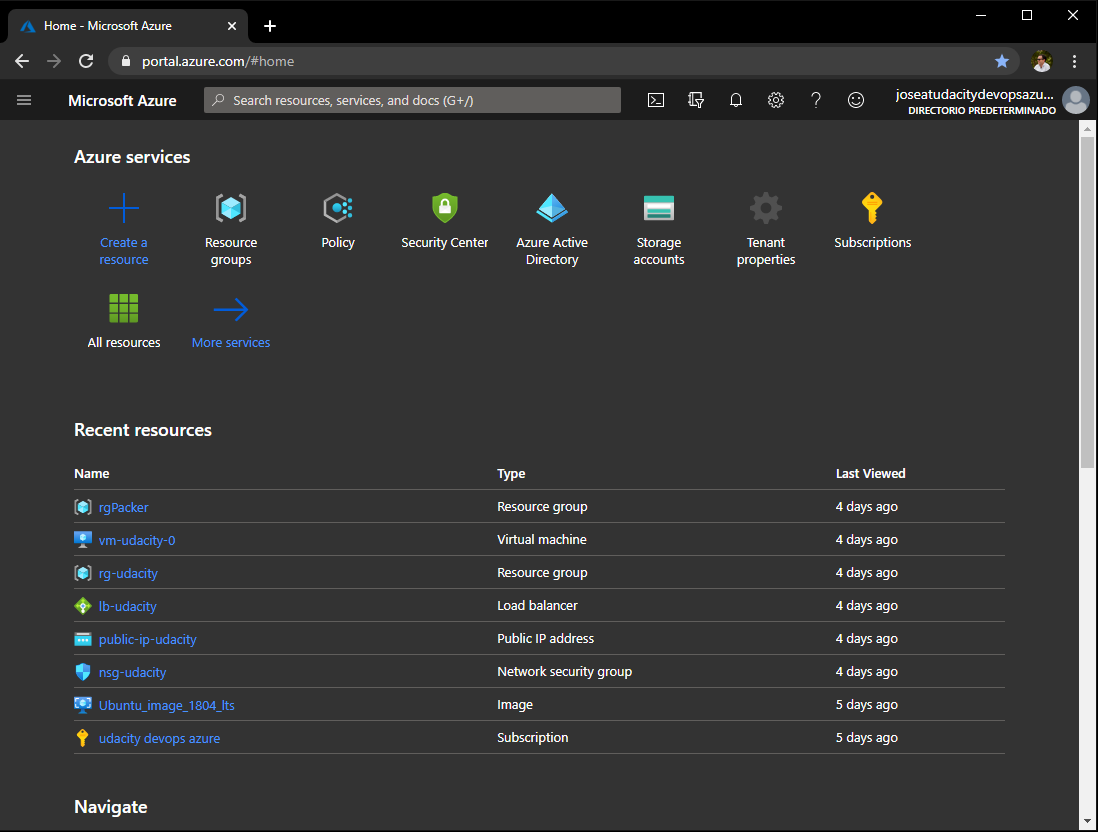 Home - Microsoft Azure
portal.azure.com/#home
Microsoft Azure
Search resources, services, and docs (G+/)
joseatudacitydevopsazu...
DIRECTORIO PREDETERMINADO
Azure services
Create a
resource
Resource
groups
Policy
Security Center
Azure Active
Directory
Storage
accounts
Tenant
properties
Subscriptions
All resources
More services
Recent resources
Name Type Last Viewed
rgPacker Resource group 4 days ago
vm-udacity-0 Virtual machine 4 days ago
rg-udacity Resource group 4 days ago
lb-udacity Load balancer 4 days ago
public-ip-udacity Public IP address 4 days ago
nsg-udacity Network security group 4 days ago
Ubuntu_image_1804_lts Image 5 days ago
udacity devops azure Subscription 5 days ago
Navigate